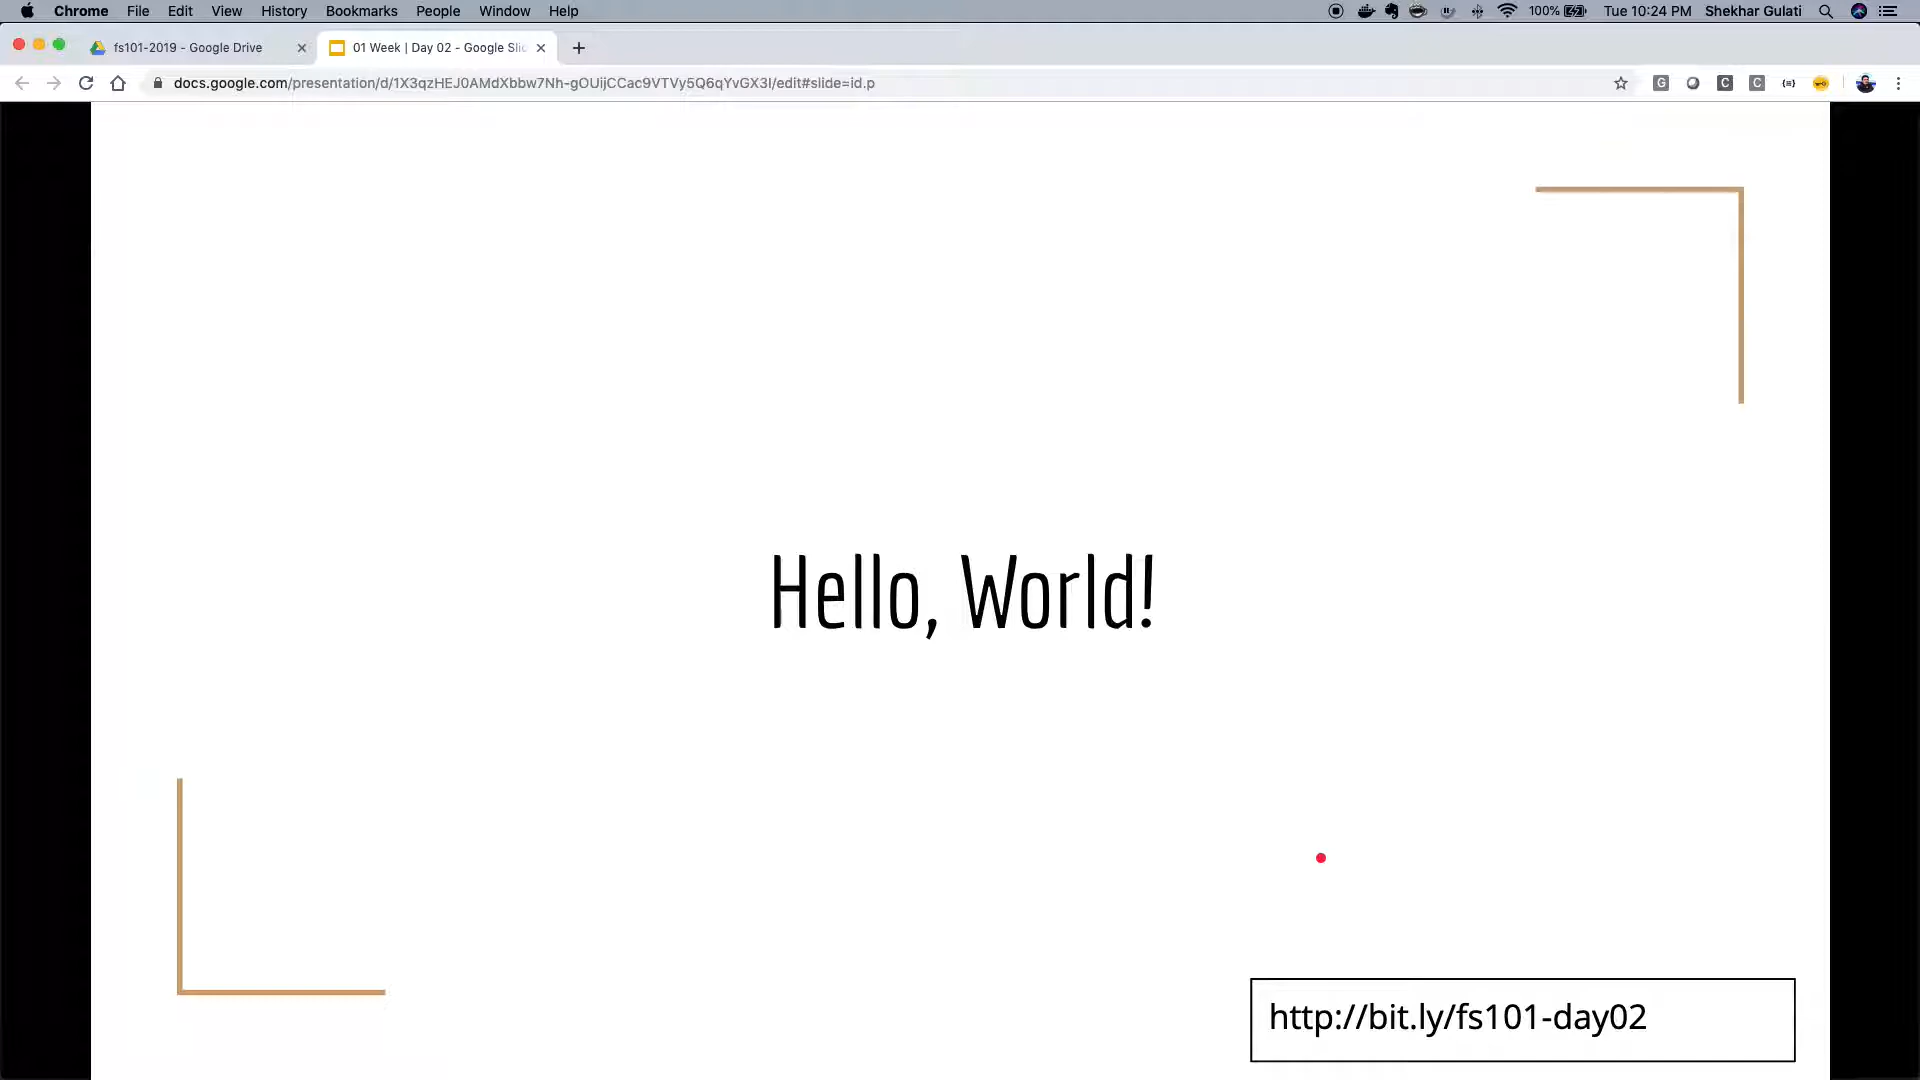 Chrome File Edit View History Bookmarks People Window Help 100% Tue 10:24 PM Shekhar Gulati
fs101-2019 - Google Drive 01 Week | Day 02 - Google Slid
docs.google.com/presentation/d/1X3qzHEJ0AMdXbbw7Nh-gOUijCCac9VTVy5Q6qYvGX3I/edit#slide=id.p
Hello, World!
http://bit.ly/fs101-day02